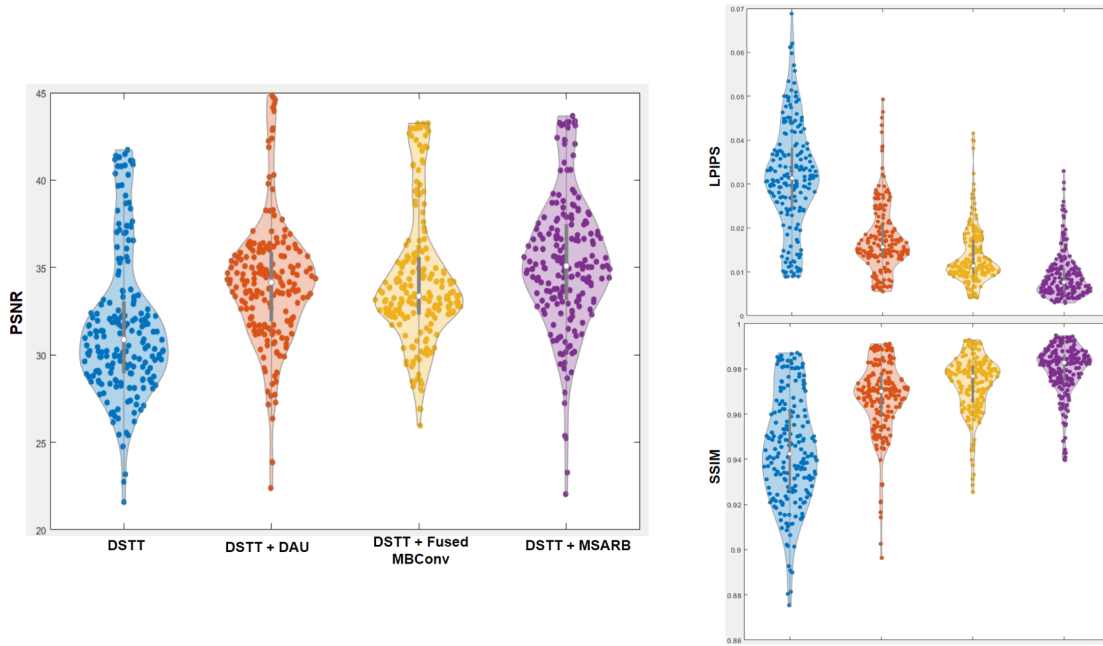 45
40
35
30
25
20
PSNR
DSTT
DSTT + DAU
DSTT + Fused
MBConv
DSTT + MSARB
0.07
0.06
0.05
0.04
0.03
0.02
0.01
0
LPIPS
1
0.98
0.96
0.94
0.92
0.9
0.88
0.86
SSIM